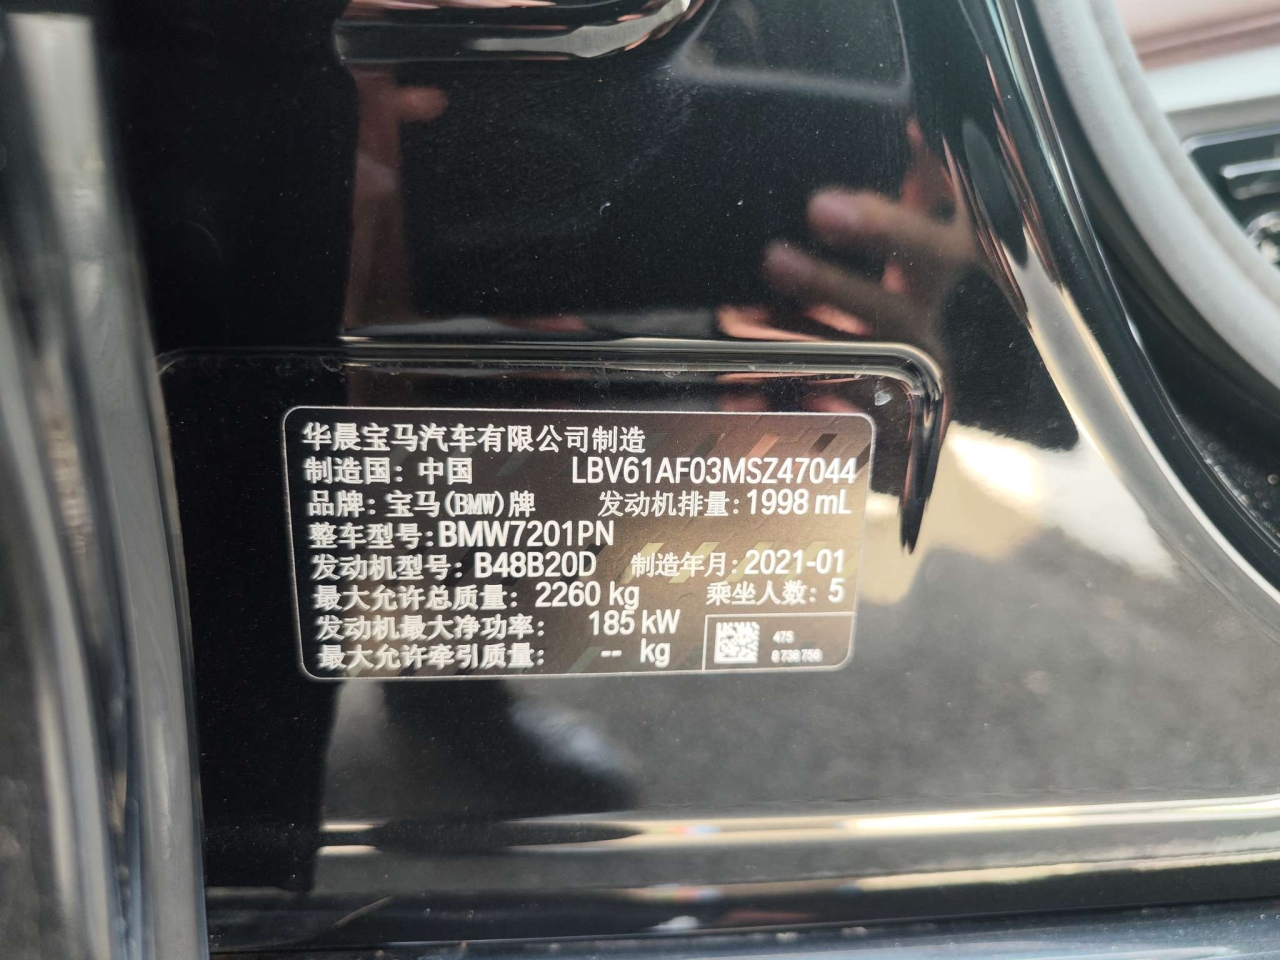 华晨宝马汽车有限公司制造
制造国: 中国 LBV61AF03MSZ47044
品牌: 宝马(BMW)牌 发动机排量: 1998 mL
整车型号: BMW7201PN
发动机型号: B48B20D 制造年月: 2021-01
最大允许总质量: 2260 kg 乘坐人数: 5
发动机最大净功率: 185 kW
最大允许牵引质量: -- kg
475
8738756